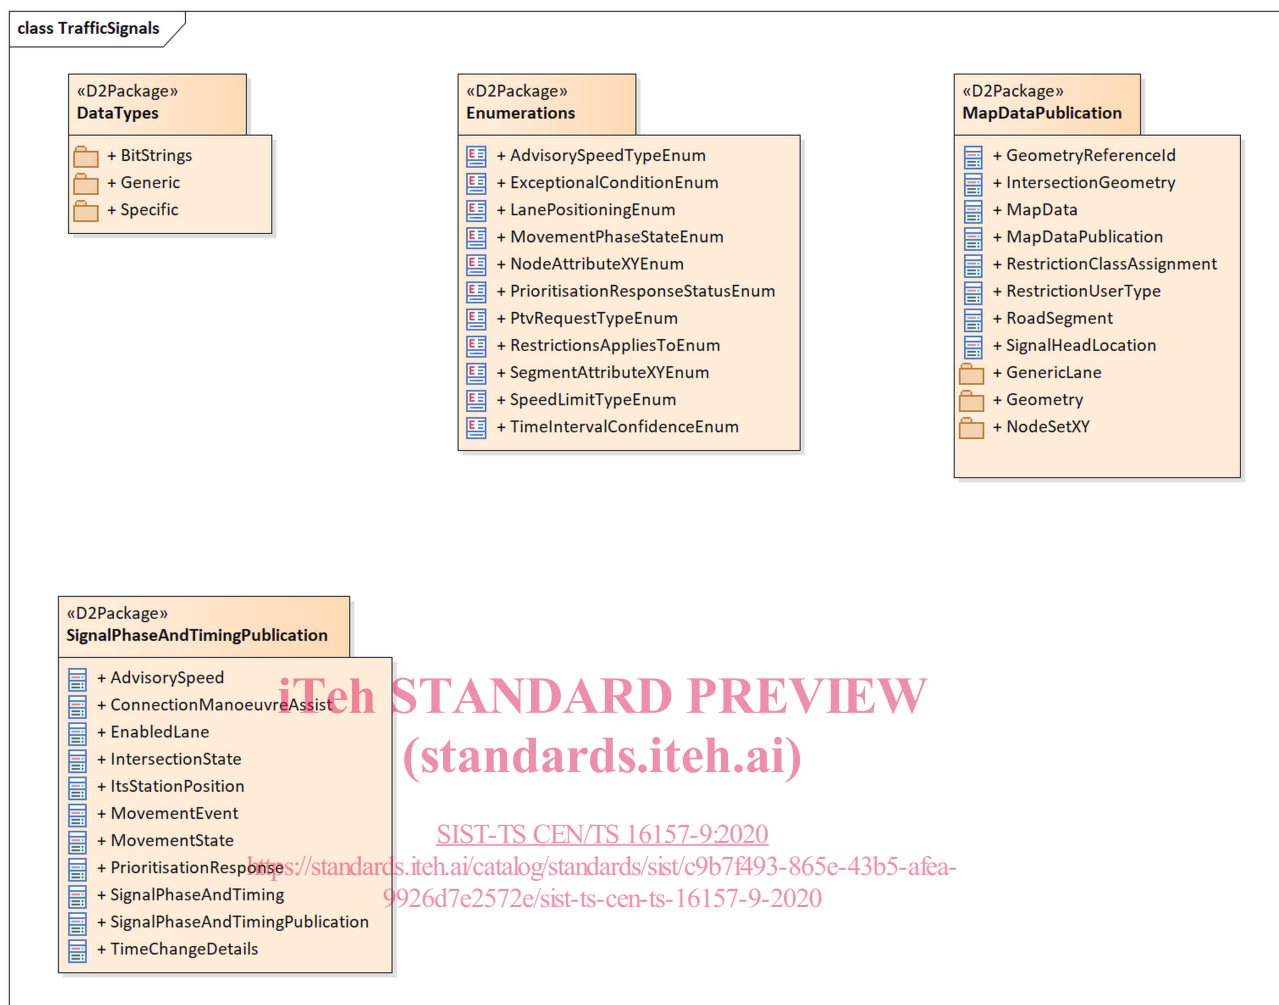 class TrafficSignals
«D2Package»
DataTypes
+ BitStrings
+ Generic
+ Specific
«D2Package»
Enumerations
+ AdvisorySpeedTypeEnum
+ ExceptionalConditionEnum
+ LanePositioningEnum
+ MovementPhaseStateEnum
+ NodeAttributeXYEnum
+ PrioritisationResponseStatusEnum
+ PtvRequestTypeEnum
+ RestrictionsAppliesToEnum
+ SegmentAttributeXYEnum
+ SpeedLimitTypeEnum
+ TimeIntervalConfidenceEnum
«D2Package»
MapDataPublication
+ GeometryReferenceId
+ IntersectionGeometry
+ MapData
+ MapDataPublication
+ RestrictionClassAssignment
+ RestrictionUserType
+ RoadSegment
+ SignalHeadLocation
+ GenericLane
+ Geometry
+ NodeSetXY
«D2Package»
SignalPhaseAndTimingPublication
+ AdvisorySpeed
+ ConnectionManoeuvreAssist
+ EnabledLane
+ IntersectionState
+ ItsStationPosition
+ MovementEvent
+ MovementState
+ PrioritisationResponse
+ SignalPhaseAndTiming
+ SignalPhaseAndTimingPublication
+ TimeChangeDetails
iTeh STANDARD PREVIEW
(standards.iteh.ai)
SIST-TS CEN/TS 16157-9:2020
https://standards.iteh.ai/catalog/standards/sist/c9b7f493-865e-43b5-afea-
9926d7e2572e/sist-ts-cen-ts-16157-9-2020